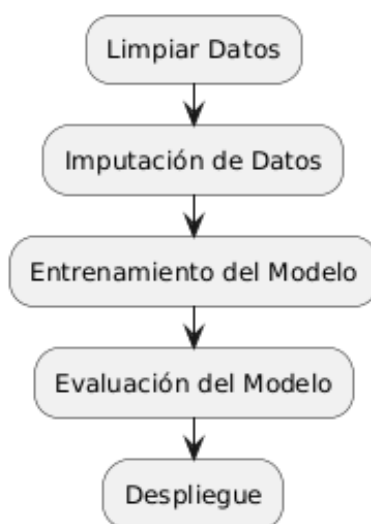 Limpiar Datos
Imputación de Datos
Entrenamiento del Modelo
Evaluación del Modelo
Despliegue